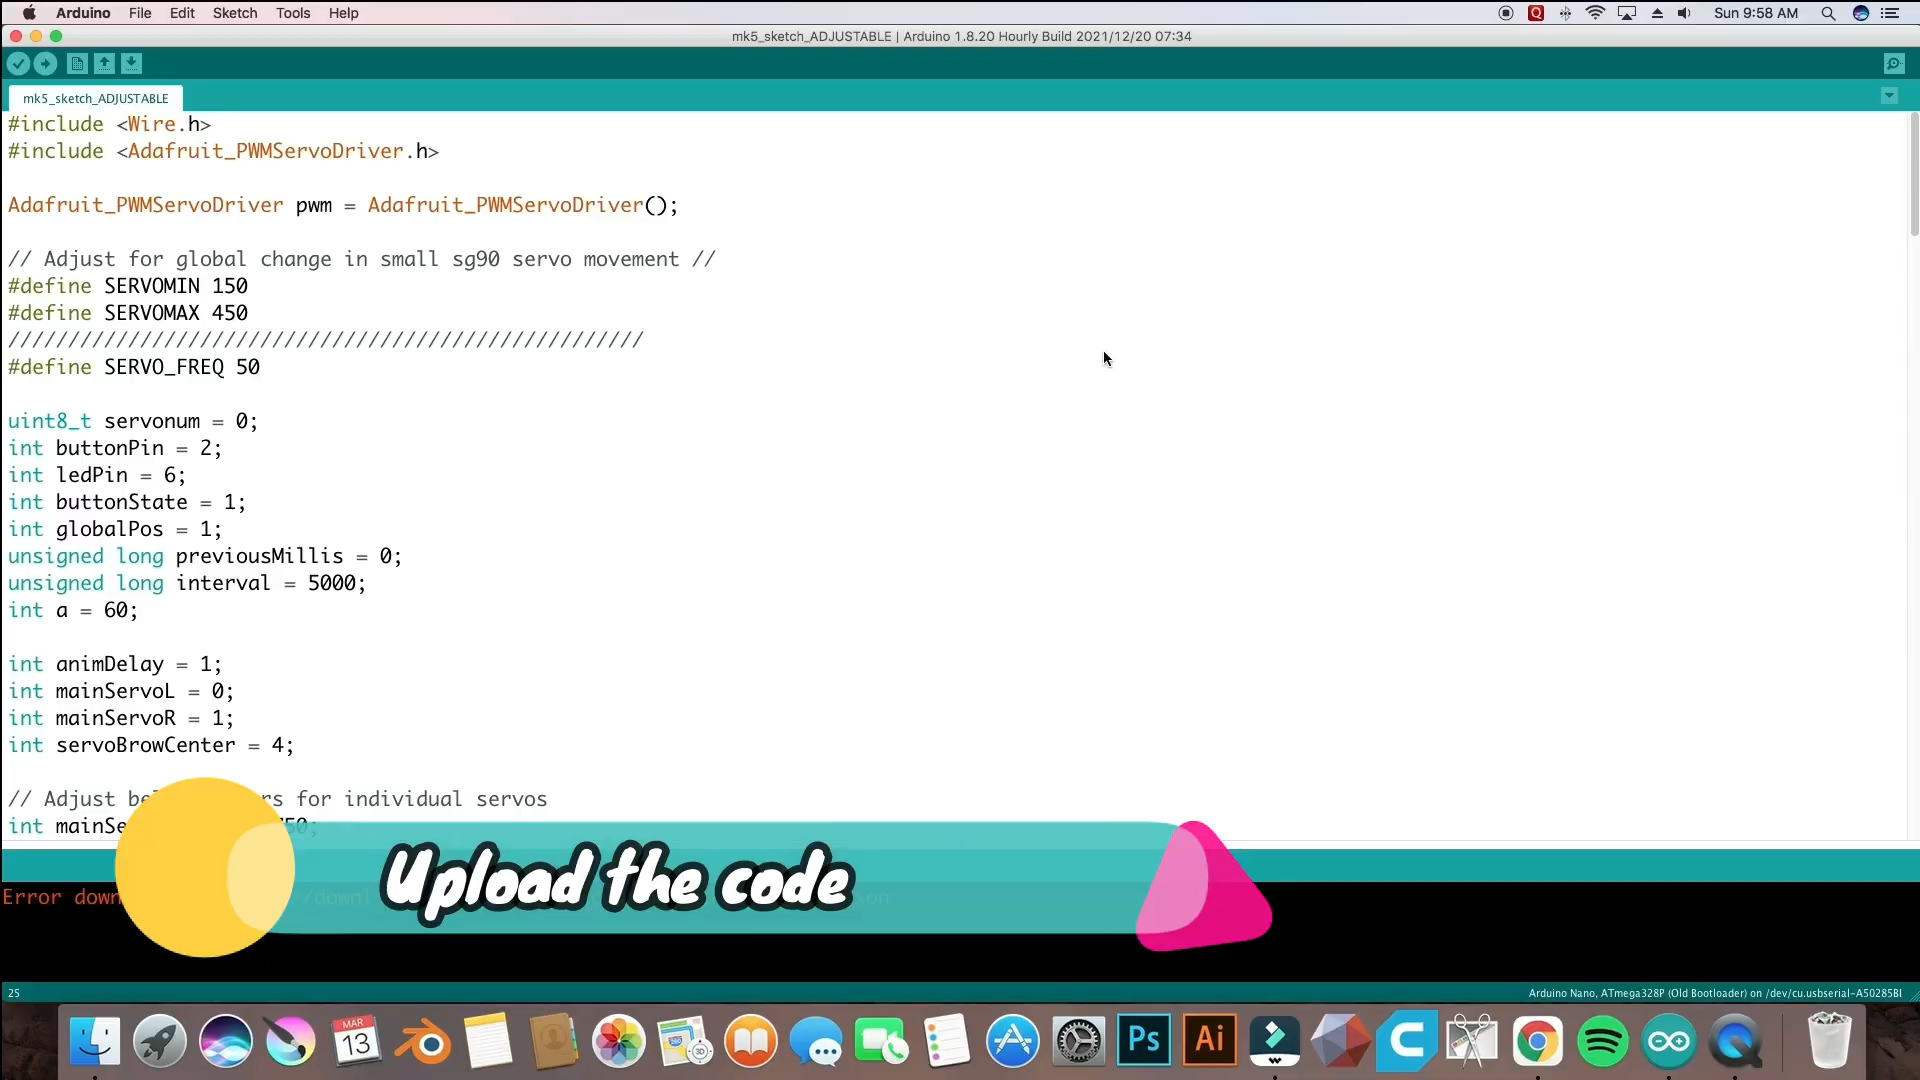 Arduino File Edit Sketch Tools Help
Sun 9:58 AM
mk5_sketch_ADJUSTABLE | Arduino 1.8.20 Hourly Build 2021/12/20 07:34
mk5_sketch_ADJUSTABLE
#include <Wire.h>
#include <Adafruit_PWMServoDriver.h>
Adafruit_PWMServoDriver pwm = Adafruit_PWMServoDriver();
// Adjust for global change in small sg90 servo movement //
#define SERVOMIN 150
#define SERVOMAX 450
/////////////////////////////////////////////////////
#define SERVO_FREQ 50
uint8_t servonum = 0;
int buttonPin = 2;
int ledPin = 6;
int buttonState = 1;
int globalPos = 1;
unsigned long previousMillis = 0;
unsigned long interval = 5000;
int a = 60;
int animDelay = 1;
int mainServoL = 0;
int mainServoR = 1;
int servoBrowCenter = 4;
// Adjust for individual servos
int
Upload the code
Error
25
Arduino Nano, ATmega328P (Old Bootloader) on /dev/cu.usbserial-A50285BI
MAR
13
3D
Ps
Ai